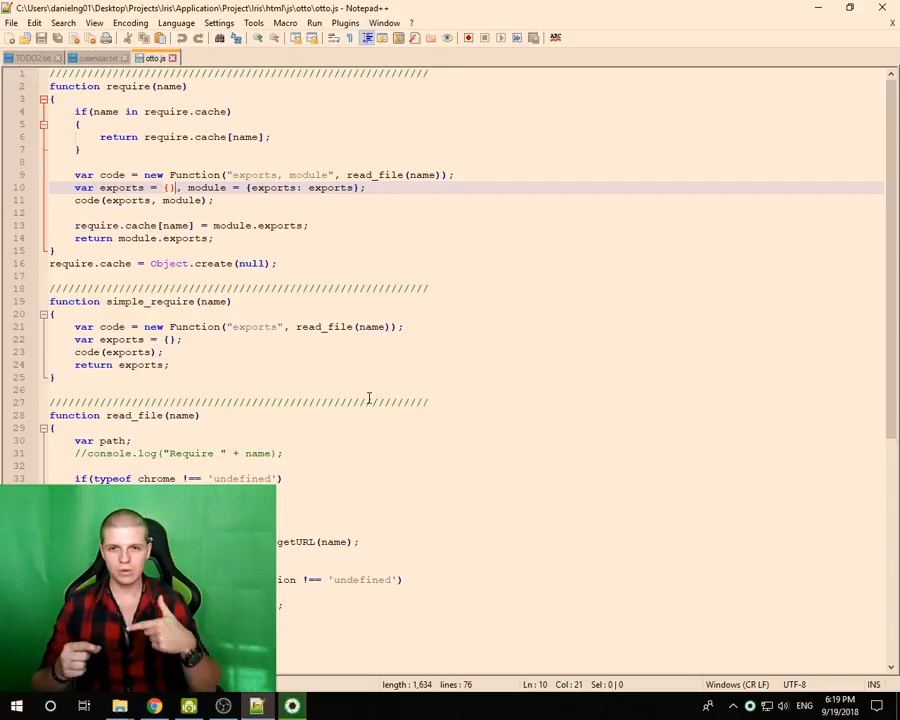 C:\Users\danielng01\Desktop\Projects\Iris\Application\Project\Iris\html\js\otto\otto.js - Notepad++
File Edit Search View Encoding Language Settings Tools Macro Run Plugins Window ?
X
ABC
TODO2.txt calendar.txt otto.js
1 ////////////////////////////////////////////////////////////
2 function require(name)
3 {
4 if(name in require.cache)
5 {
6 return require.cache[name];
7 }
8
9 var code = new Function("exports, module", read_file(name));
10 var exports = {}, module = {exports: exports};
11 code(exports, module);
12
13 require.cache[name] = module.exports;
14 return module.exports;
15 }
16 require.cache = Object.create(null);
17
18 ////////////////////////////////////////////////////////////
19 function simple_require(name)
20 {
21 var code = new Function("exports", read_file(name));
22 var exports = {};
23 code(exports);
24 return exports;
25 }
26
27 ////////////////////////////////////////////////////////////
28 function read_file(name)
29 {
30 var path;
31 //console.log("Require " + name);
32
33 if(typeof chrome !== 'undefined')
getURL(name);
ion !== 'undefined')
;
length : 1,634 lines : 76 Ln : 10 Col : 21 Sel : 0 | 0 Windows (CR LF) UTF-8 INS
ENG 6:19 PM
9/19/2018